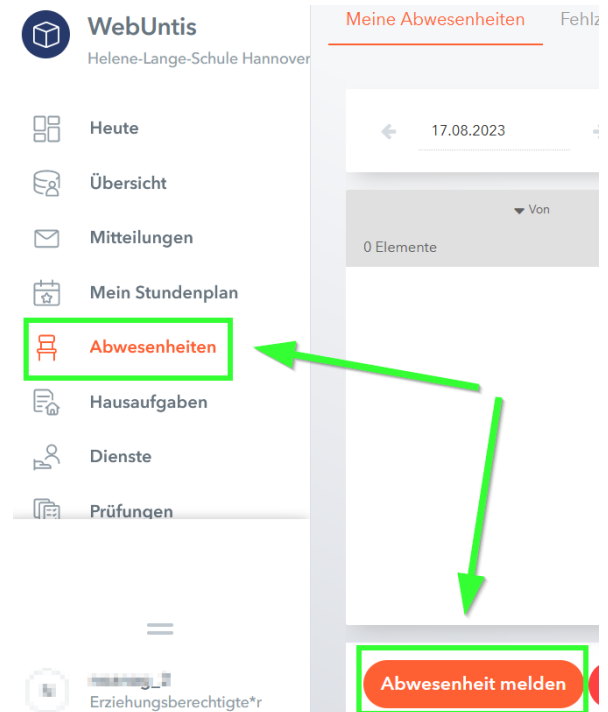 WebUntis
Helene-Lange-Schule Hannover
Heute
Übersicht
Mitteilungen
Mein Stundenplan
Abwesenheiten
Hausaufgaben
Dienste
Prüfungen
Erziehungsberechtigte*r
Meine Abwesenheiten
17.08.2023
Von
0 Elemente
Abwesenheit melden